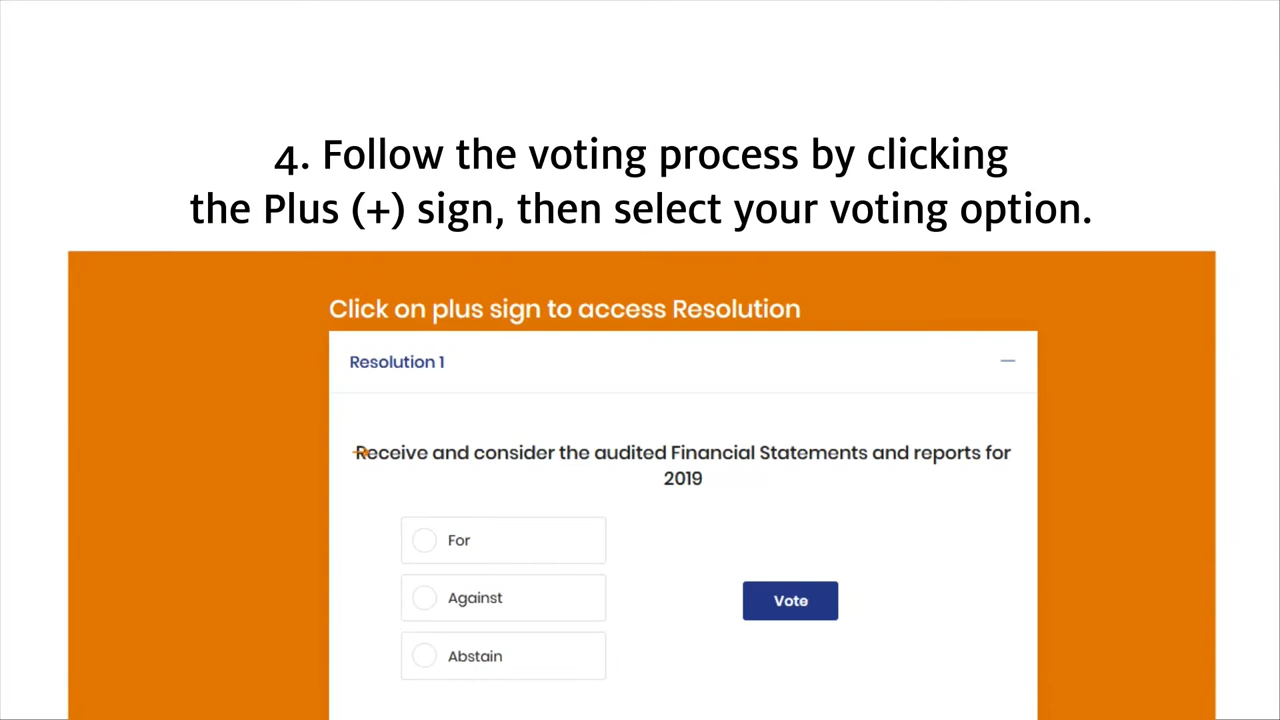 4. Follow the voting process by clicking
the Plus (+) sign, then select your voting option.
Click on plus sign to access Resolution
Resolution 1
Receive and consider the audited Financial Statements and reports for
2019
For
Against
Vote
Abstain